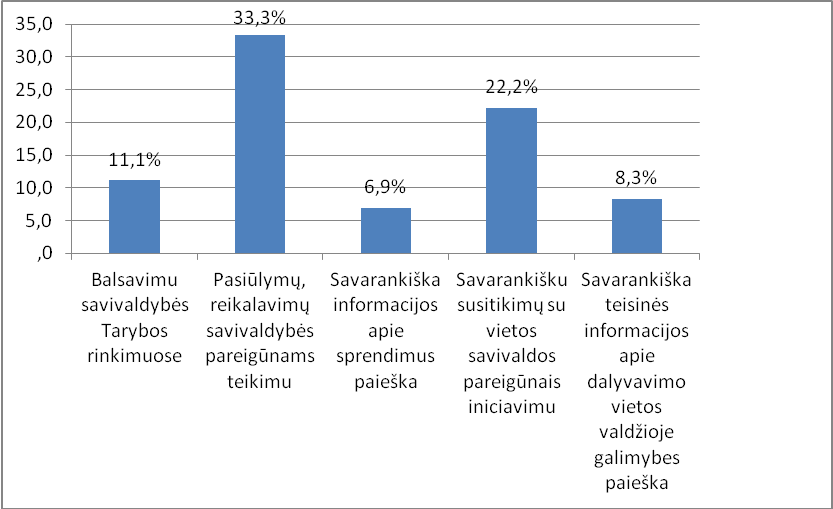 35,0
30,0
25,0
20,0
15,0
10,0
5,0
,0
11,1%
33,3%
6,9%
22,2%
8,3%
Balsavimu
savivaldybės
Tarybos
rinkimuose
Pasiūlymų,
reikalavimų
savivaldybės
pareigūnams
teikimu
Savarankiška
informacijos
apie
sprendimus
paieška
Savarankišku
susitikimų su
vietos
savivaldos
pareigūnais
iniciavimu
Savarankiška
teisinės
informacijos
apie
dalyvavimo
vietos
valdžioje
galimybes
paieška